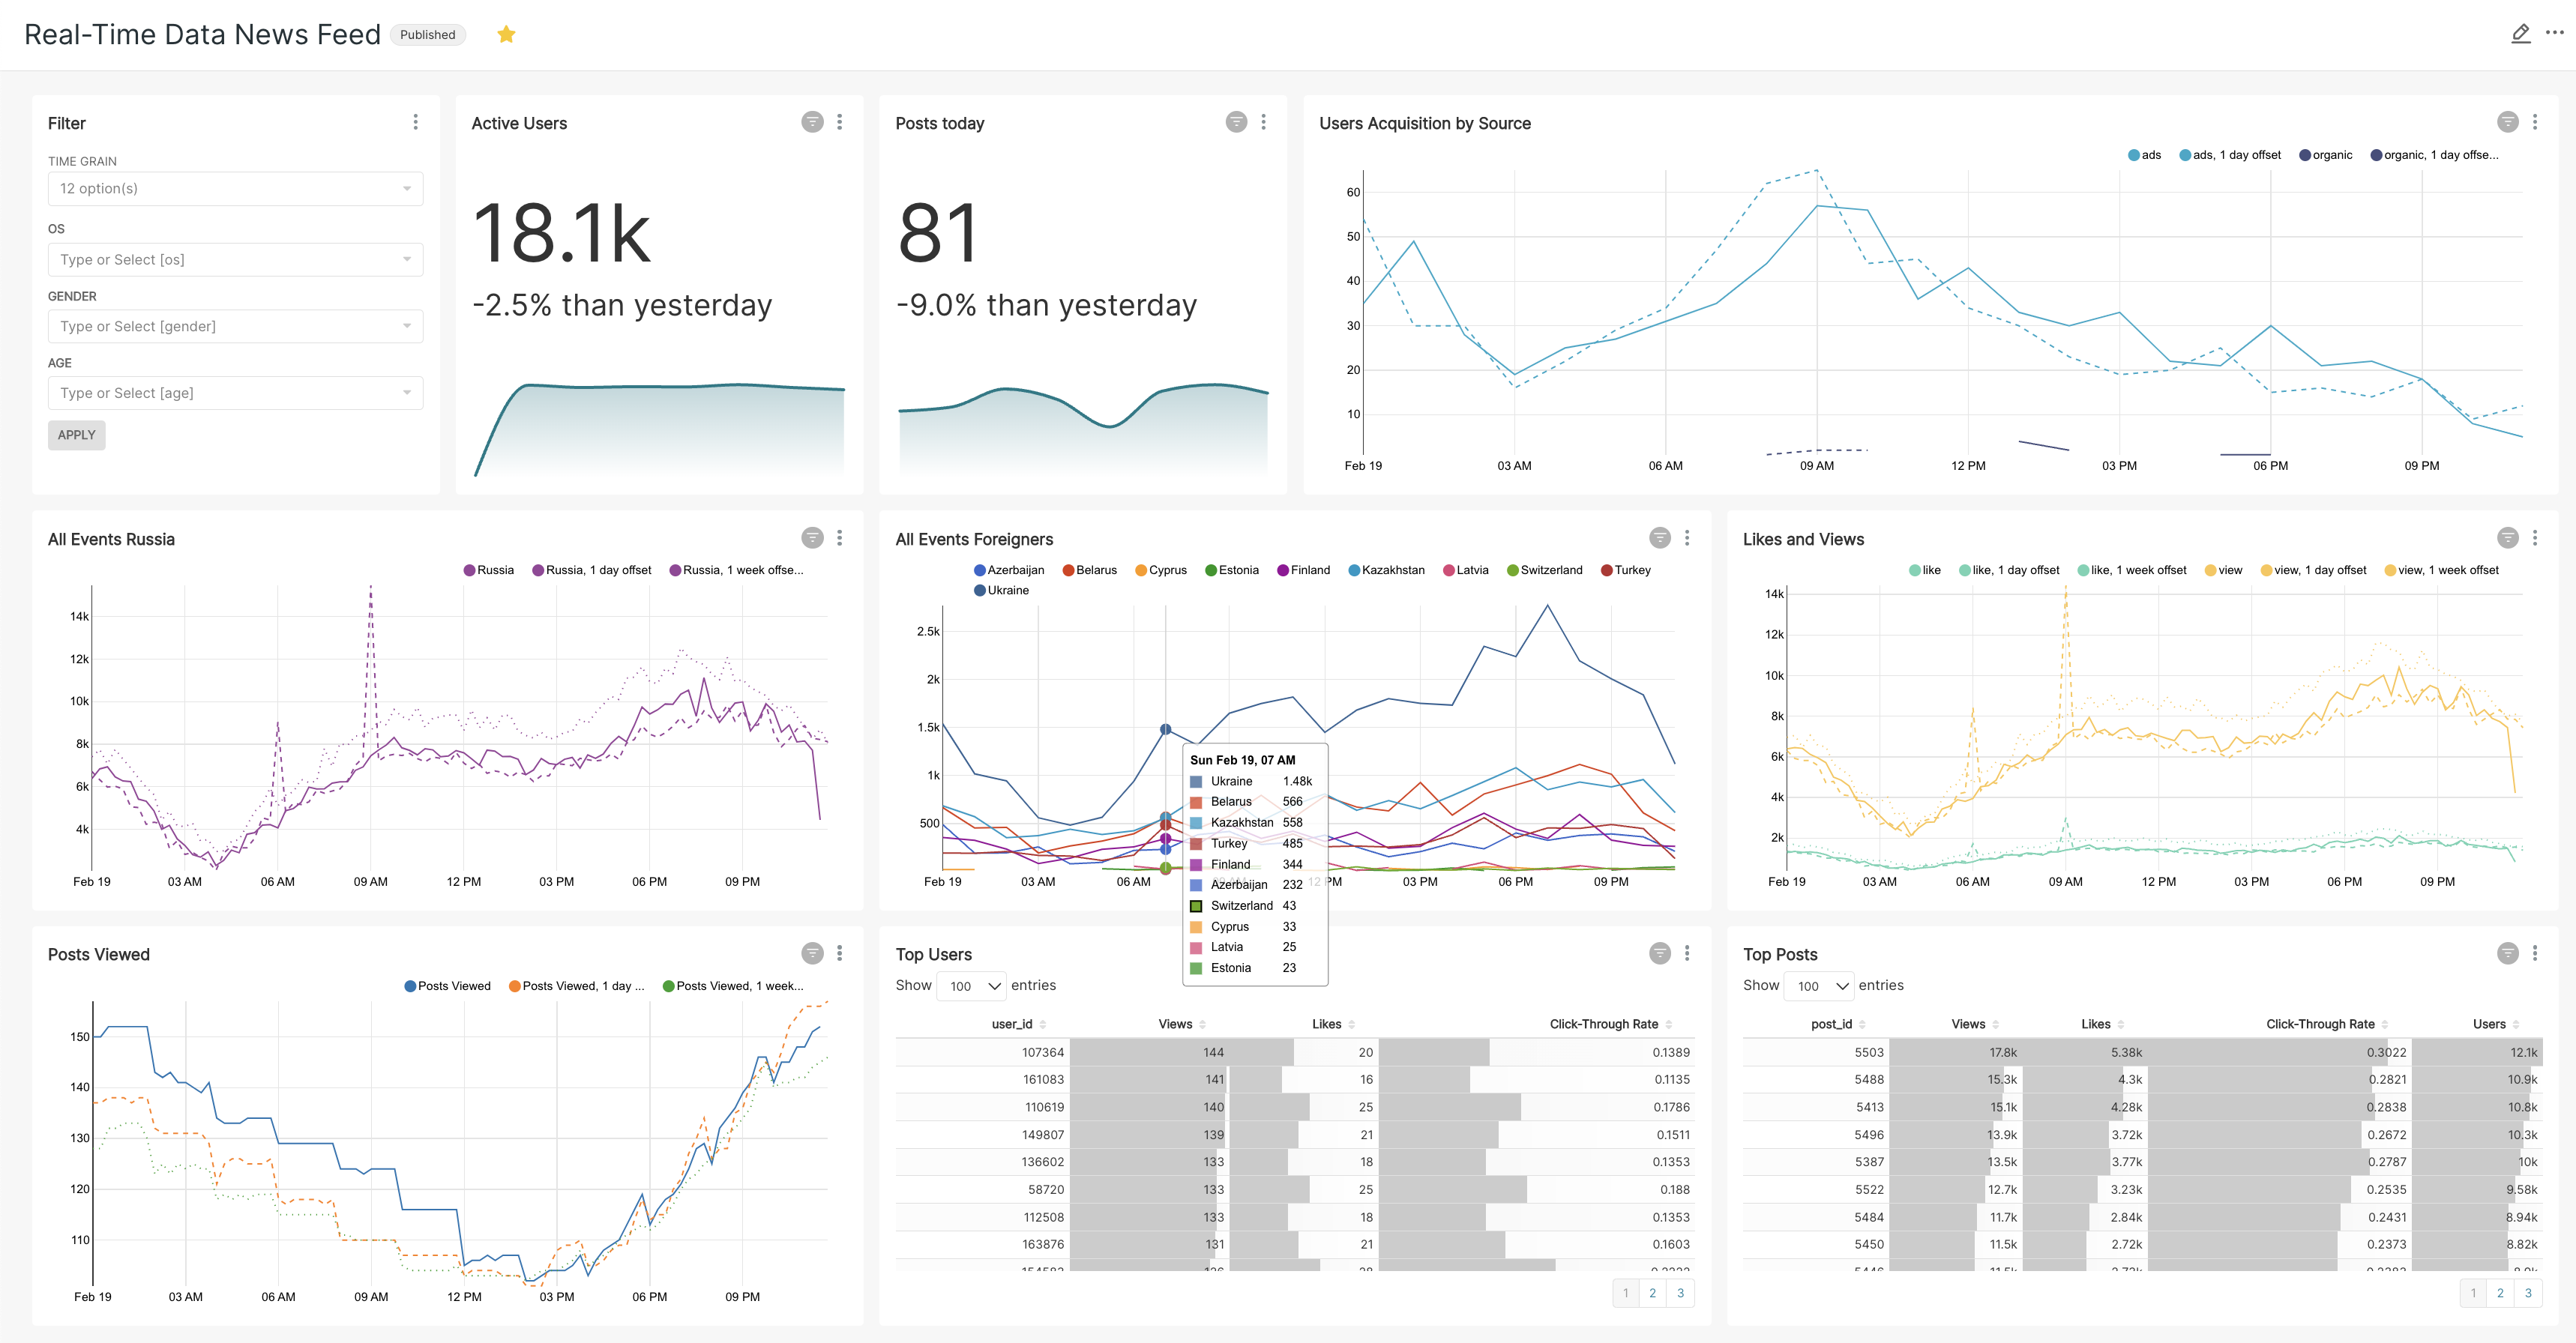 Real-Time Data News Feed Published
Filter
TIME GRAIN
12 option(s)
OS
Type or Select [os]
GENDER
Type or Select [gender]
AGE
Type or Select [age]
APPLY
Active Users
18.1k
-2.5% than yesterday
Posts today
81
-9.0% than yesterday
Users Acquisition by Source
ads ads, 1 day offset organic organic, 1 day offse...
60
50
40
30
20
10
Feb 19 03 AM 06 AM 09 AM 12 PM 03 PM 06 PM 09 PM
All Events Russia
Russia Russia, 1 day offset Russia, 1 week offse...
14k
12k
10k
8k
6k
4k
Feb 19 03 AM 06 AM 09 AM 12 PM 03 PM 06 PM 09 PM
All Events Foreigners
Azerbaijan Belarus Cyprus Estonia Finland Kazakhstan Latvia Switzerland Turkey
Ukraine
2.5k
2k
1.5k
1k
500
Feb 19 03 AM 06 AM 09 AM 12 PM 03 PM 06 PM 09 PM
Sun Feb 19, 07 AM
Ukraine 1.48k
Belarus 566
Kazakhstan 558
Turkey 485
Finland 344
Azerbaijan 232
Switzerland 43
Cyprus 33
Latvia 25
Estonia 23
Likes and Views
like like, 1 day offset like, 1 week offset view view, 1 day offset view, 1 week offset
14k
12k
10k
8k
6k
4k
2k
Feb 19 03 AM 06 AM 09 AM 12 PM 03 PM 06 PM 09 PM
Posts Viewed
Posts Viewed Posts Viewed, 1 day ... Posts Viewed, 1 week...
150
140
130
120
110
Feb 19 03 AM 06 AM 09 AM 12 PM 03 PM 06 PM 09 PM
Top Users
Show 100 entries
user_id Views Likes Click-Through Rate
107364 144 20 0.1389
161083 141 16 0.1135
110619 140 25 0.1786
149807 139 21 0.1511
136602 133 18 0.1353
58720 133 25 0.188
112508 133 18 0.1353
163876 131 21 0.1603
1 2 3
Top Posts
Show 100 entries
post_id Views Likes Click-Through Rate Users
5503 17.8k 5.38k 0.3022 12.1k
5488 15.3k 4.3k 0.2821 10.9k
5413 15.1k 4.28k 0.2838 10.8k
5496 13.9k 3.72k 0.2672 10.3k
5387 13.5k 3.77k 0.2787 10k
5522 12.7k 3.23k 0.2535 9.58k
5484 11.7k 2.84k 0.2431 8.94k
5450 11.5k 2.72k 0.2373 8.82k
1 2 3